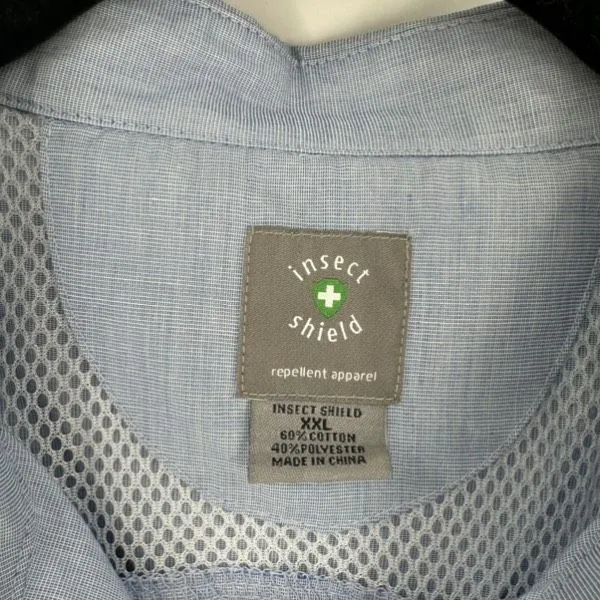 insect
shield
repellent apparel
INSECT SHIELD
XXL
60% COTTON
40% POLYESTER
MADE IN CHINA